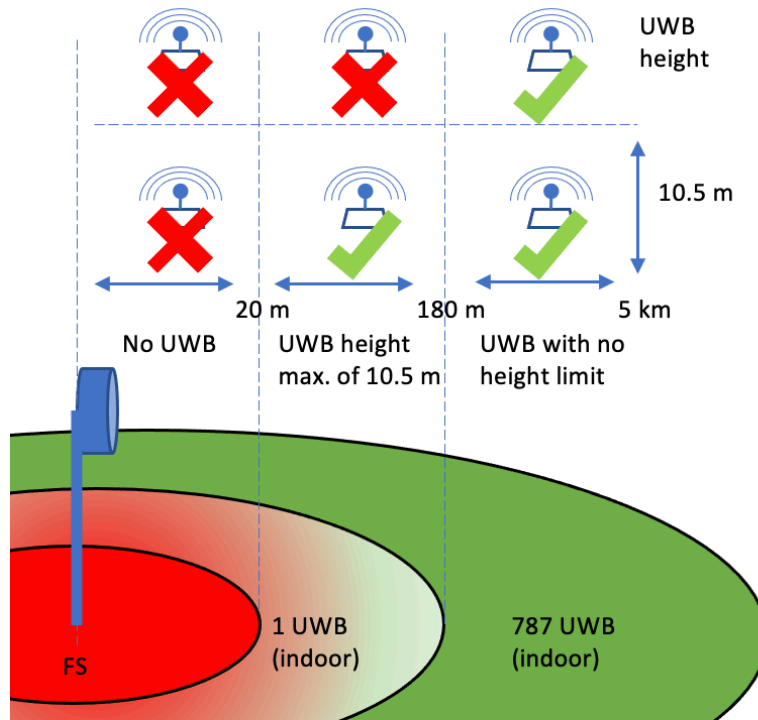 UWB
height
10.5 m
20 m
180 m
5 km
No UWB
UWB height
max. of 10.5 m
UWB with no
height limit
1 UWB
(indoor)
787 UWB
(indoor)
FS